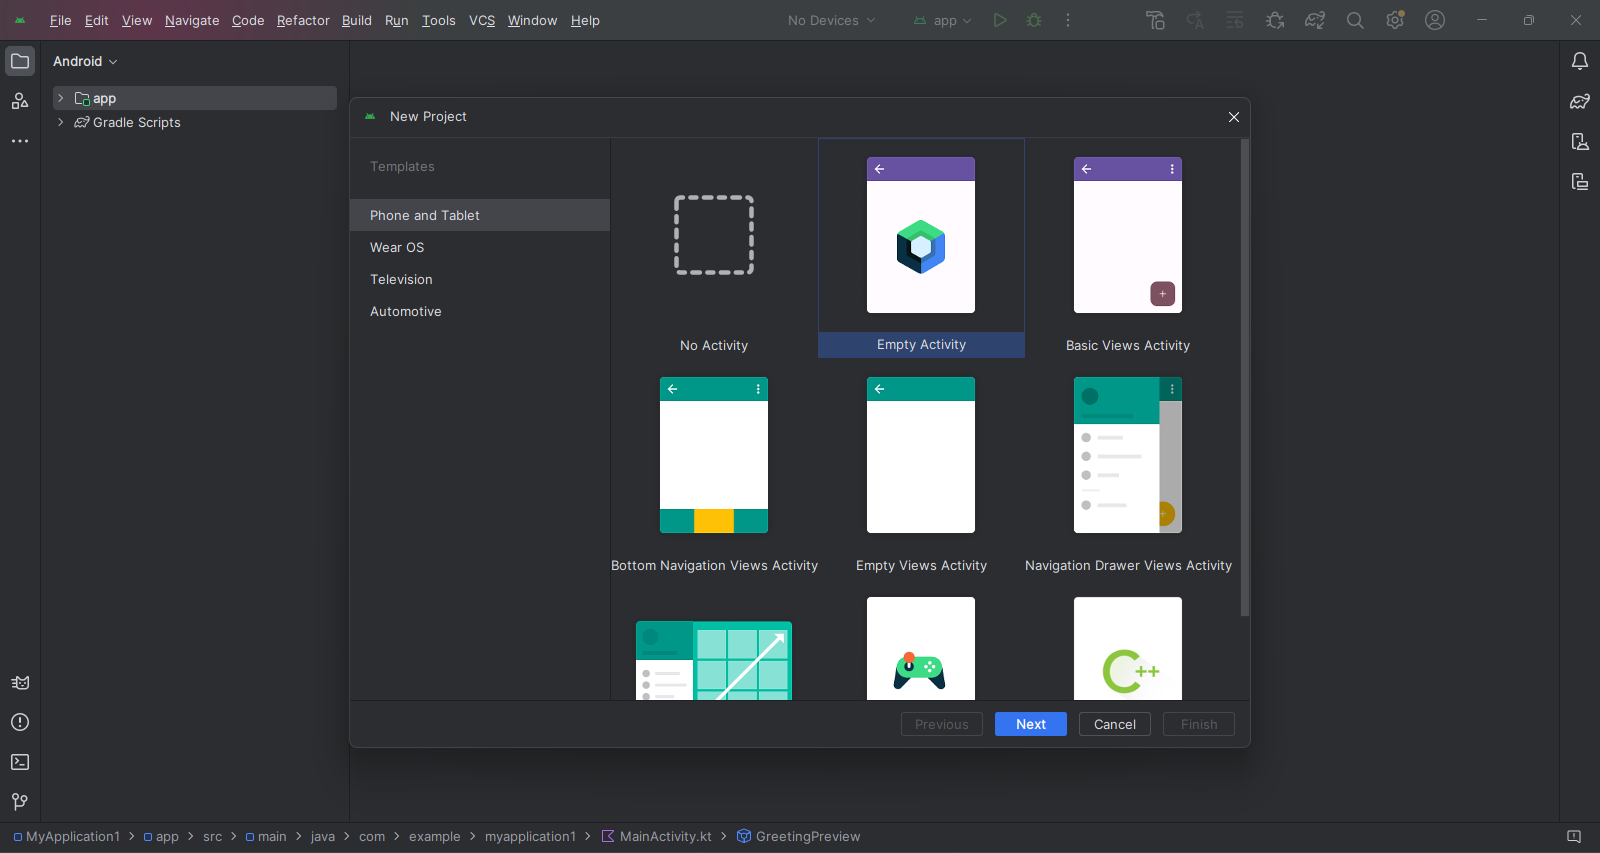 File Edit View Navigate Code Refactor Build Run Tools VCS Window Help No Devices app
Android
app
Gradle Scripts
New Project
Templates
Phone and Tablet
Wear OS
Television
Automotive
No Activity
Empty Activity
Basic Views Activity
Bottom Navigation Views Activity
Empty Views Activity
Navigation Drawer Views Activity
C++
Previous Next Cancel Finish
MyApplication1 > app > src > main > java > com > example > myapplication1 > MainActivity.kt > GreetingPreview